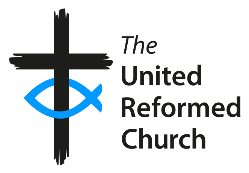 The
United
Reformed
Church